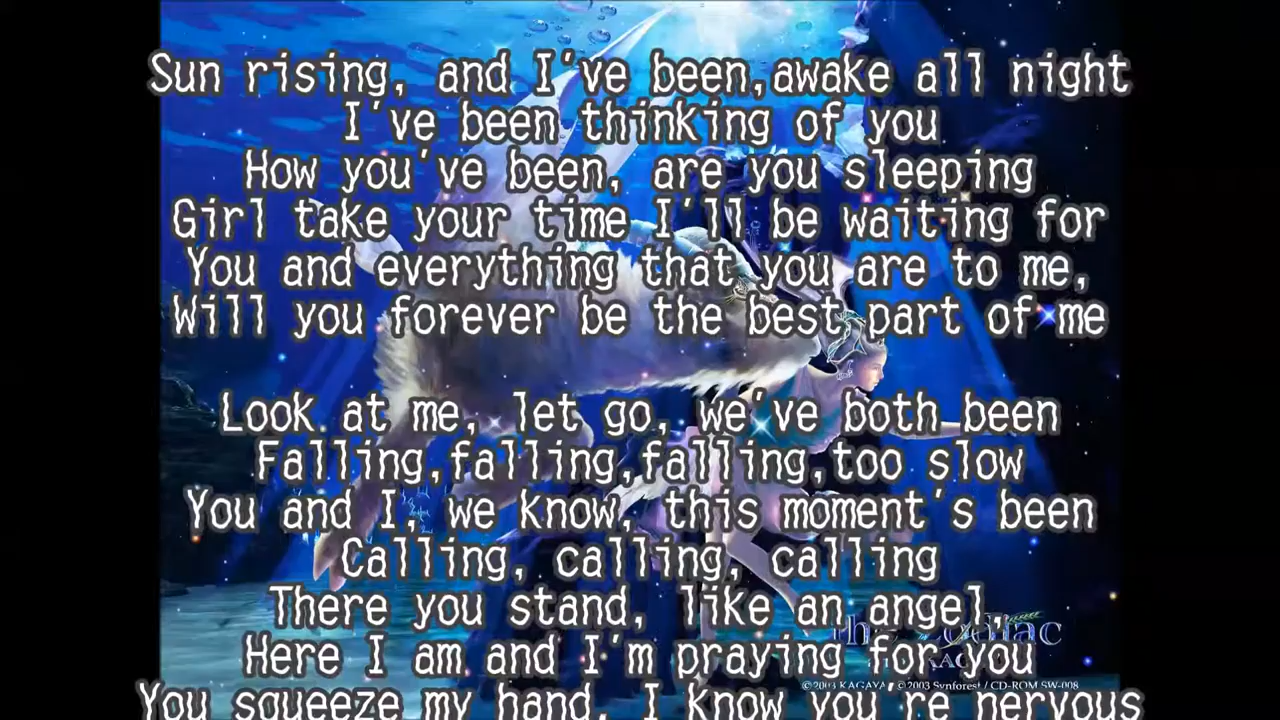 Sun rising, and I've been,awake all night
I've been thinking of you
How you've been, are you sleeping
Girl take your time I'll be waiting for
You and everything that you are to me,
Will you forever be the best part of me
Look at me, let go, we've both been
Falling,falling,falling,too slow
You and I, we know, this moment's been
Calling, calling, calling
There you stand, like an angel,
The Zodiac
Here I am and I'm praying for you
KAGAYA
©2003 KAGAYA ©2003 Synforest / CD-ROM SW-008
You squeeze my hand, I know you're nervous